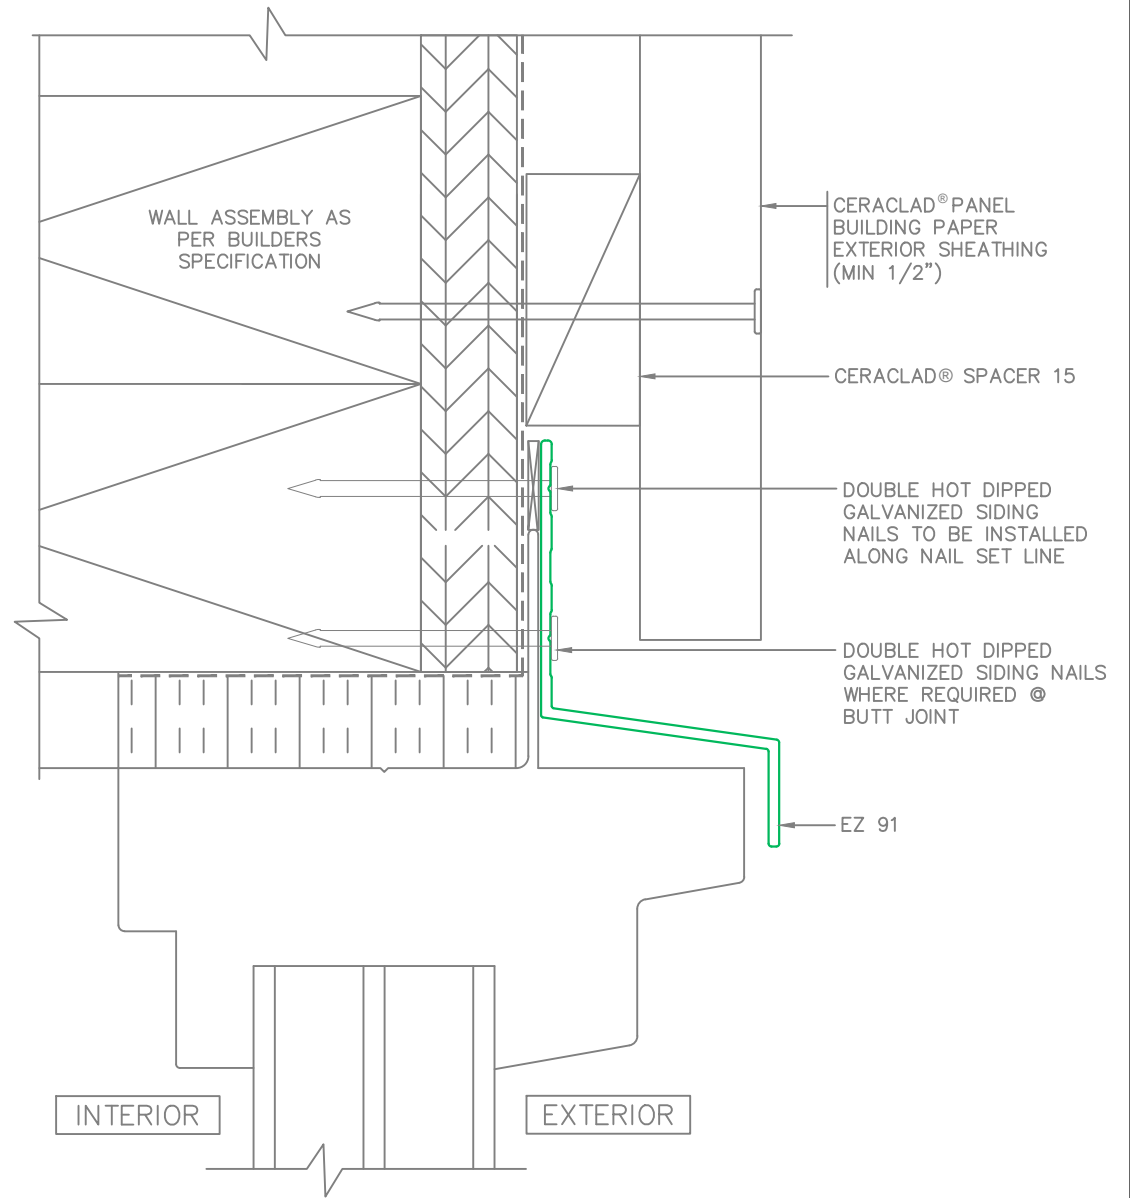 WALL ASSEMBLY AS
PER BUILDERS
SPECIFICATION
CERACLAD® PANEL
BUILDING PAPER
EXTERIOR SHEATHING
(MIN 1/2”)
CERACLAD® SPACER 15
DOUBLE HOT DIPPED
GALVANIZED SIDING
NAILS TO BE INSTALLED
ALONG NAIL SET LINE
DOUBLE HOT DIPPED
GALVANIZED SIDING NAILS
WHERE REQUIRED @
BUTT JOINT
EZ 91
INTERIOR
EXTERIOR